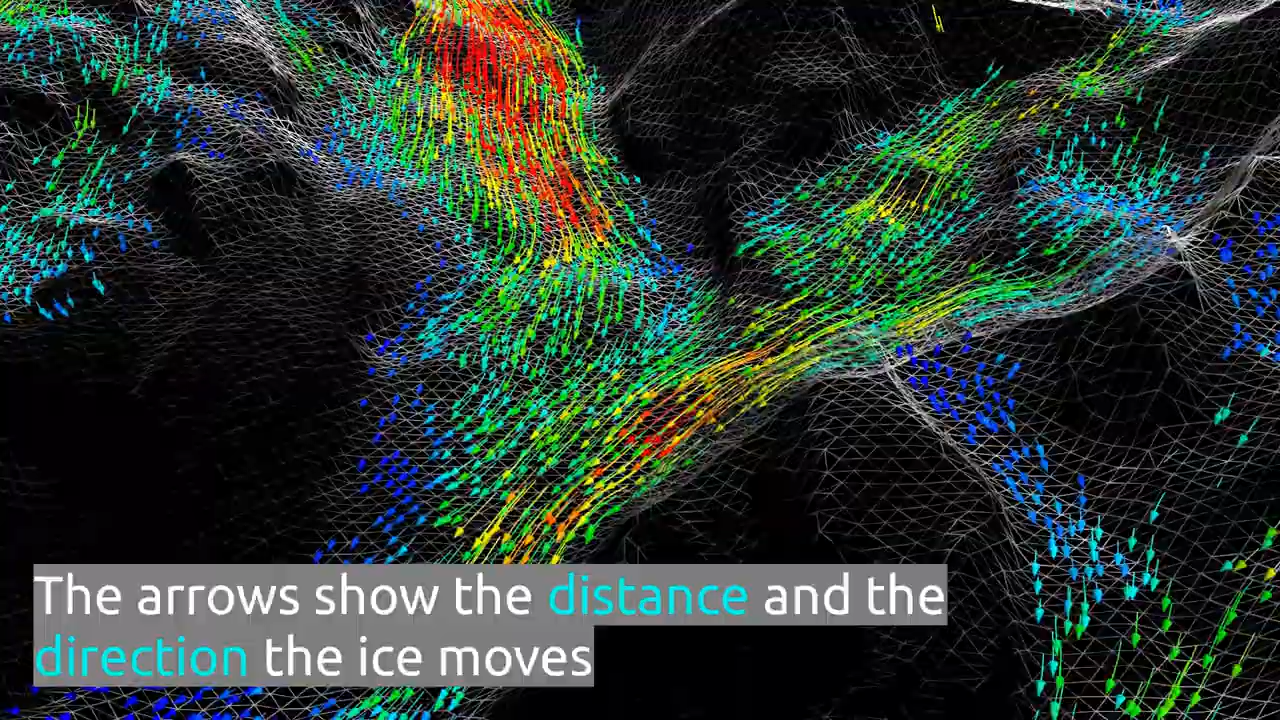 The arrows show the distance and the
direction the ice moves